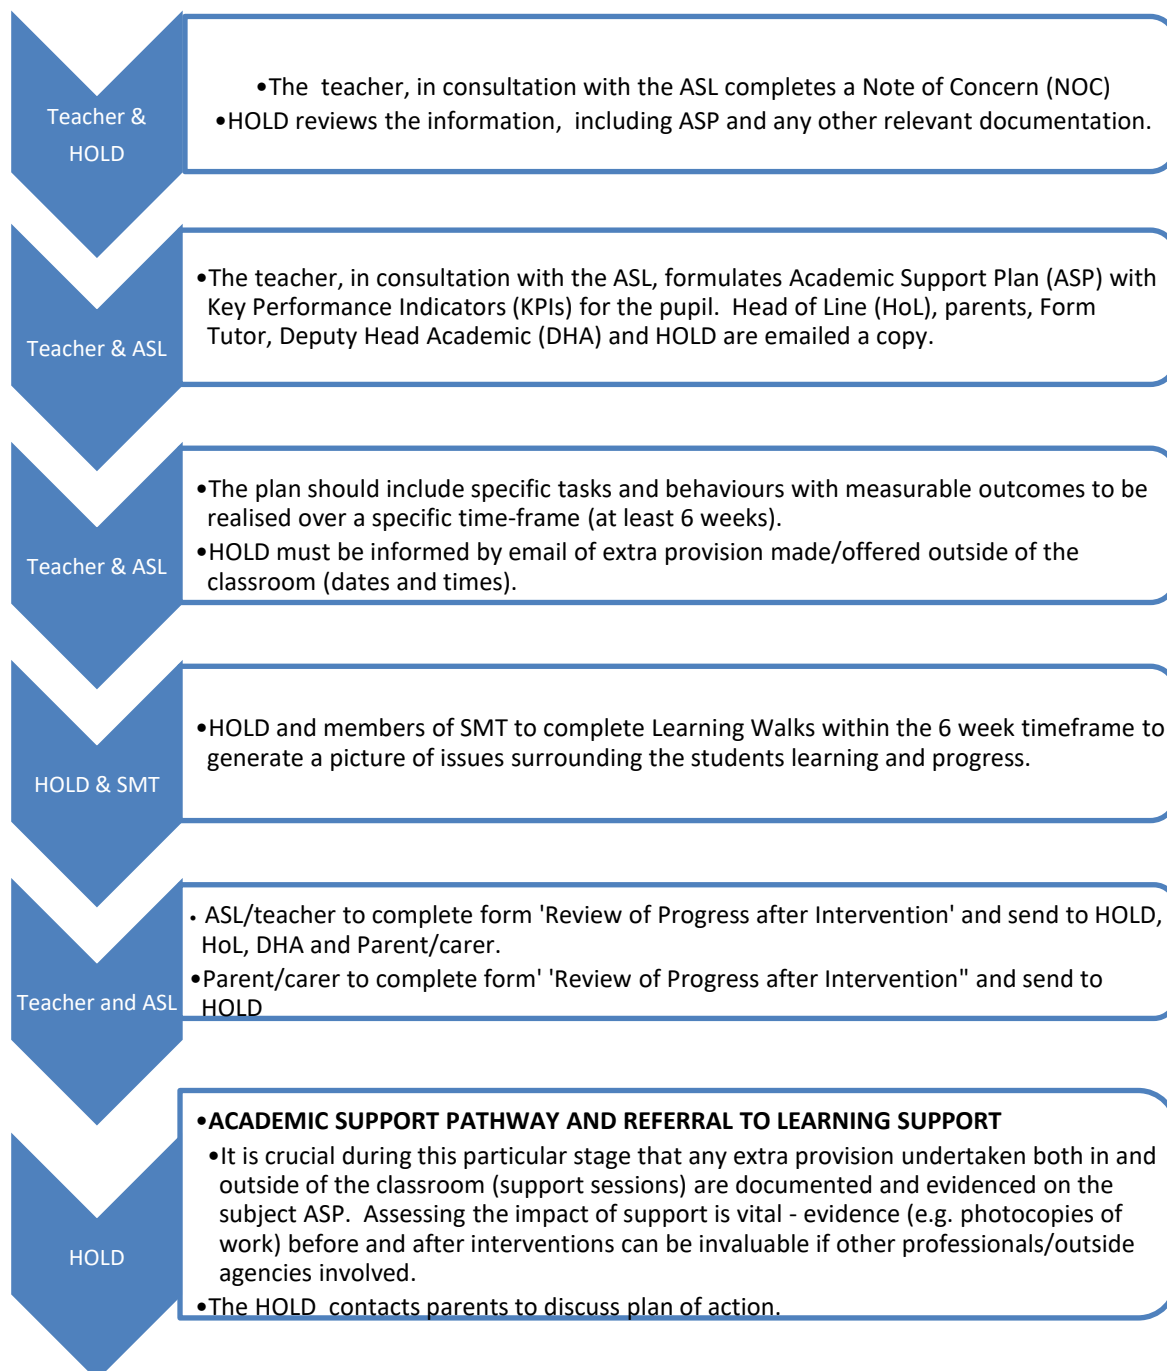 Teacher &
HOLD
•The  teacher, in consultation with the ASL completes a Note of Concern (NOC)
•HOLD reviews the information,  including ASP and any other relevant documentation.
Teacher & ASL
•The teacher, in consultation with the ASL, formulates Academic Support Plan (ASP) with
Key Performance Indicators (KPIs) for the pupil.  Head of Line (HoL), parents, Form
Tutor, Deputy Head Academic (DHA) and HOLD are emailed a copy.
Teacher & ASL
•The plan should include specific tasks and behaviours with measurable outcomes to be
realised over a specific time-frame (at least 6 weeks).
•HOLD must be informed by email of extra provision made/offered outside of the
classroom (dates and times).
HOLD & SMT
•HOLD and members of SMT to complete Learning Walks within the 6 week timeframe to
generate a picture of issues surrounding the students learning and progress.
Teacher and ASL
• ASL/teacher to complete form 'Review of Progress after Intervention' and send to HOLD,
HoL, DHA and Parent/carer.
•Parent/carer to complete form' 'Review of Progress after Intervention" and send to
HOLD
HOLD
•ACADEMIC SUPPORT PATHWAY AND REFERRAL TO LEARNING SUPPORT
•It is crucial during this particular stage that any extra provision undertaken both in and
outside of the classroom (support sessions) are documented and evidenced on the
subject ASP.  Assessing the impact of support is vital - evidence (e.g. photocopies of
work) before and after interventions can be invaluable if other professionals/outside
agencies involved.
•The HOLD  contacts parents to discuss plan of action.